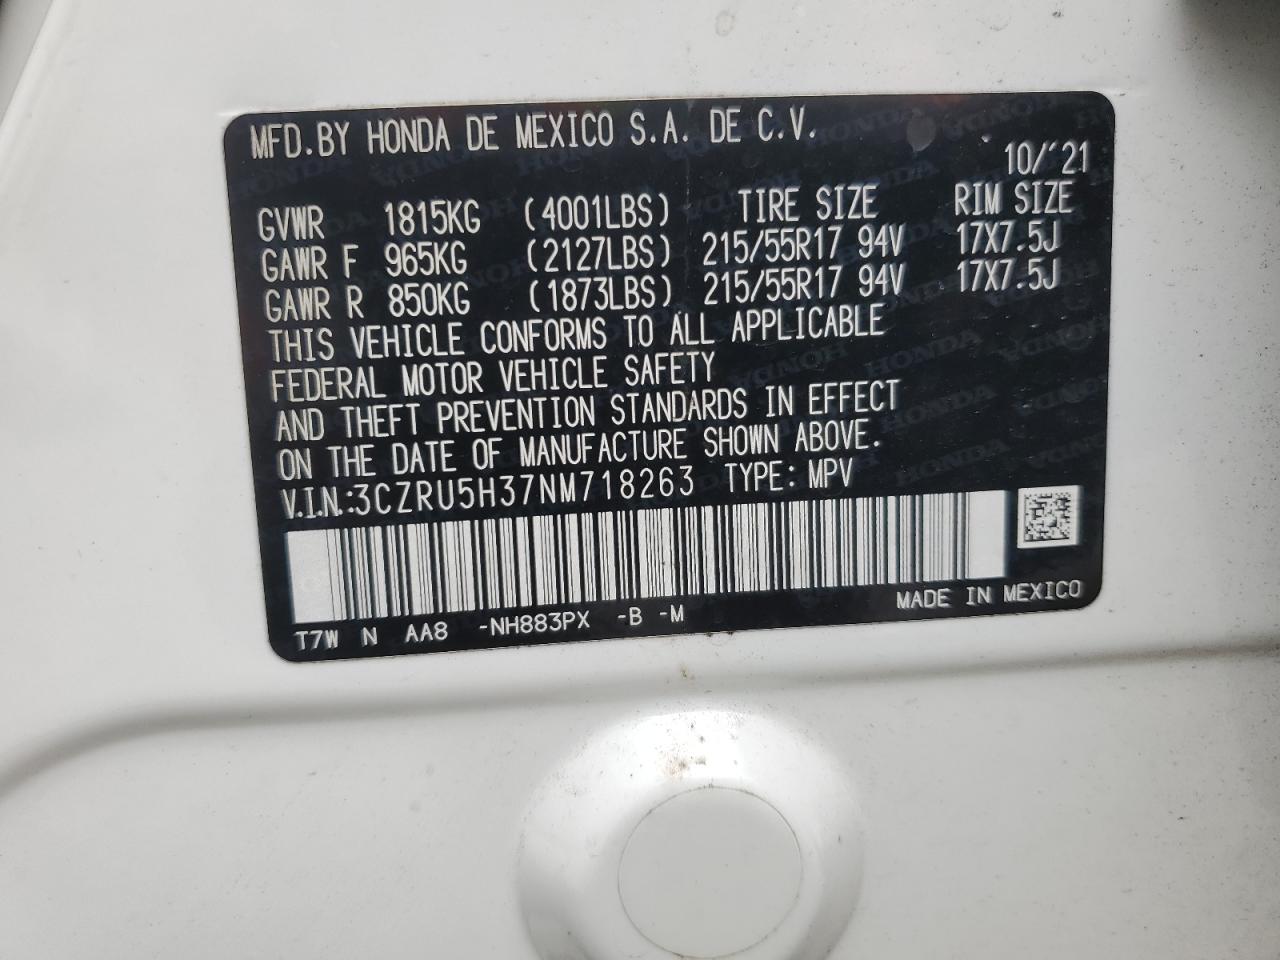 MFD.BY HONDA DE MEXICO S.A. DE C.V.
10/'21
GVWR 1815KG (4001LBS) TIRE SIZE RIM SIZE
GAWR F 965KG (2127LBS) 215/55R17 94V 17X7.5J
GAWR R 850KG (1873LBS) 215/55R17 94V 17X7.5J
THIS VEHICLE CONFORMS TO ALL APPLICABLE
FEDERAL MOTOR VEHICLE SAFETY
AND THEFT PREVENTION STANDARDS IN EFFECT
ON THE DATE OF MANUFACTURE SHOWN ABOVE.
V.I.N.:3CZRU5H37NM718263 TYPE: MPV
T7W N AA8 -NH883PX -B -M MADE IN MEXICO